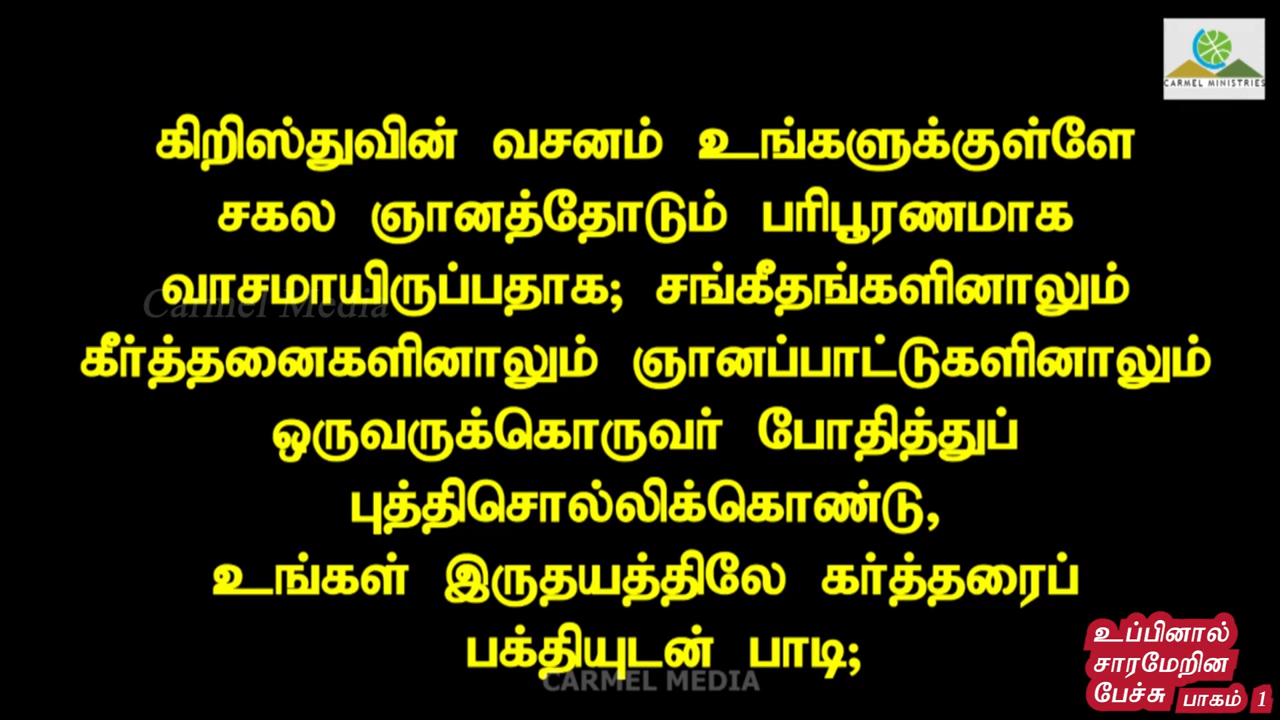 CARMEL MINISTRIES
கிறிஸ்துவின் வசனம் உங்களுக்குள்ளே
சகல ஞானத்தோடும் பரிபூரணமாக
வாசமாயிருப்பதாக; சங்கீதங்களினாலும்
Carmel Media
கீர்த்தனைகளினாலும் ஞானப்பாட்டுகளினாலும்
ஒருவருக்கொருவர் போதித்துப்
புத்திசொல்லிக்கொண்டு,
உங்கள் இருதயத்திலே கர்த்தரைப்
பக்தியுடன் பாடி;
CARMEL MEDIA
உப்பினால்
சாரமேறின
பேச்சு பாகம் 1